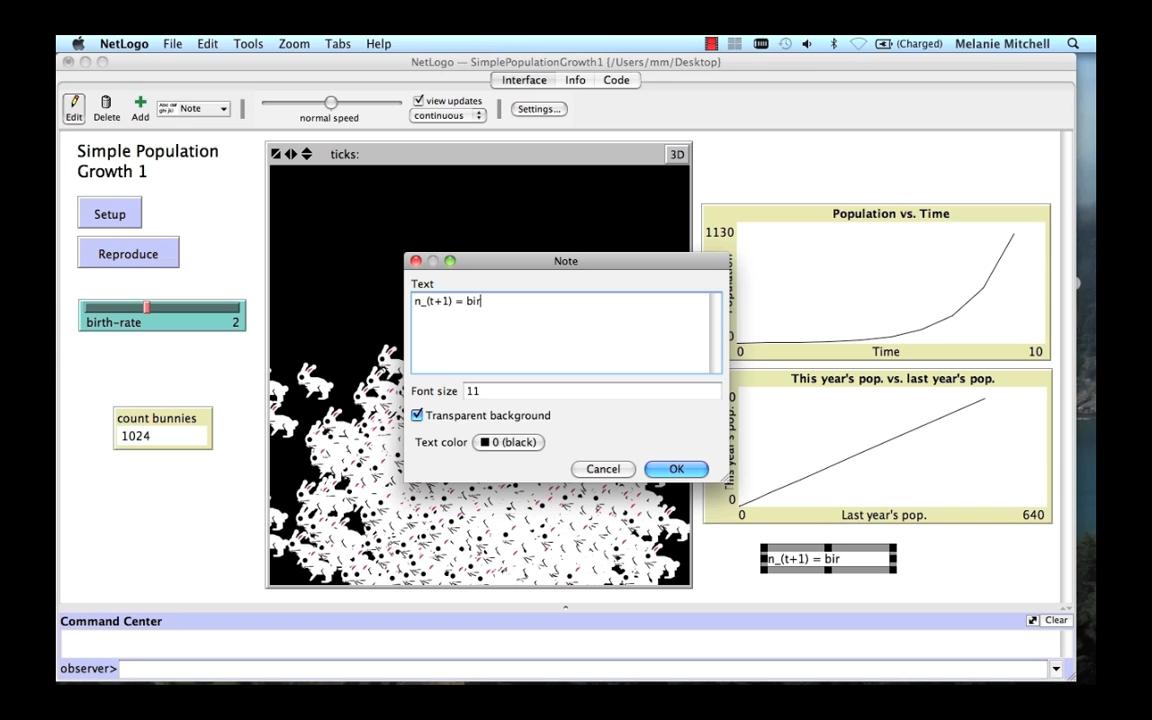 NetLogo File Edit Tools Zoom Tabs Help (Charged) Melanie Mitchell
NetLogo — SimplePopulationGrowth1 {/Users/mm/Desktop}
Interface Info Code
Edit Delete Add Note normal speed view updates continuous Settings...
Simple Population
Growth 1
ticks: 3D
Setup
Reproduce
birth-rate 2
count bunnies
1024
Note
Text
n_(t+1) = bir
Font size 11
Transparent background
Text color 0 (black)
Cancel OK
Population vs. Time
1130
0
0 Time 10
This year's pop. vs. last year's pop.
0
0
0 Last year's pop. 640
n_(t+1) = bir
Command Center Clear
observer>